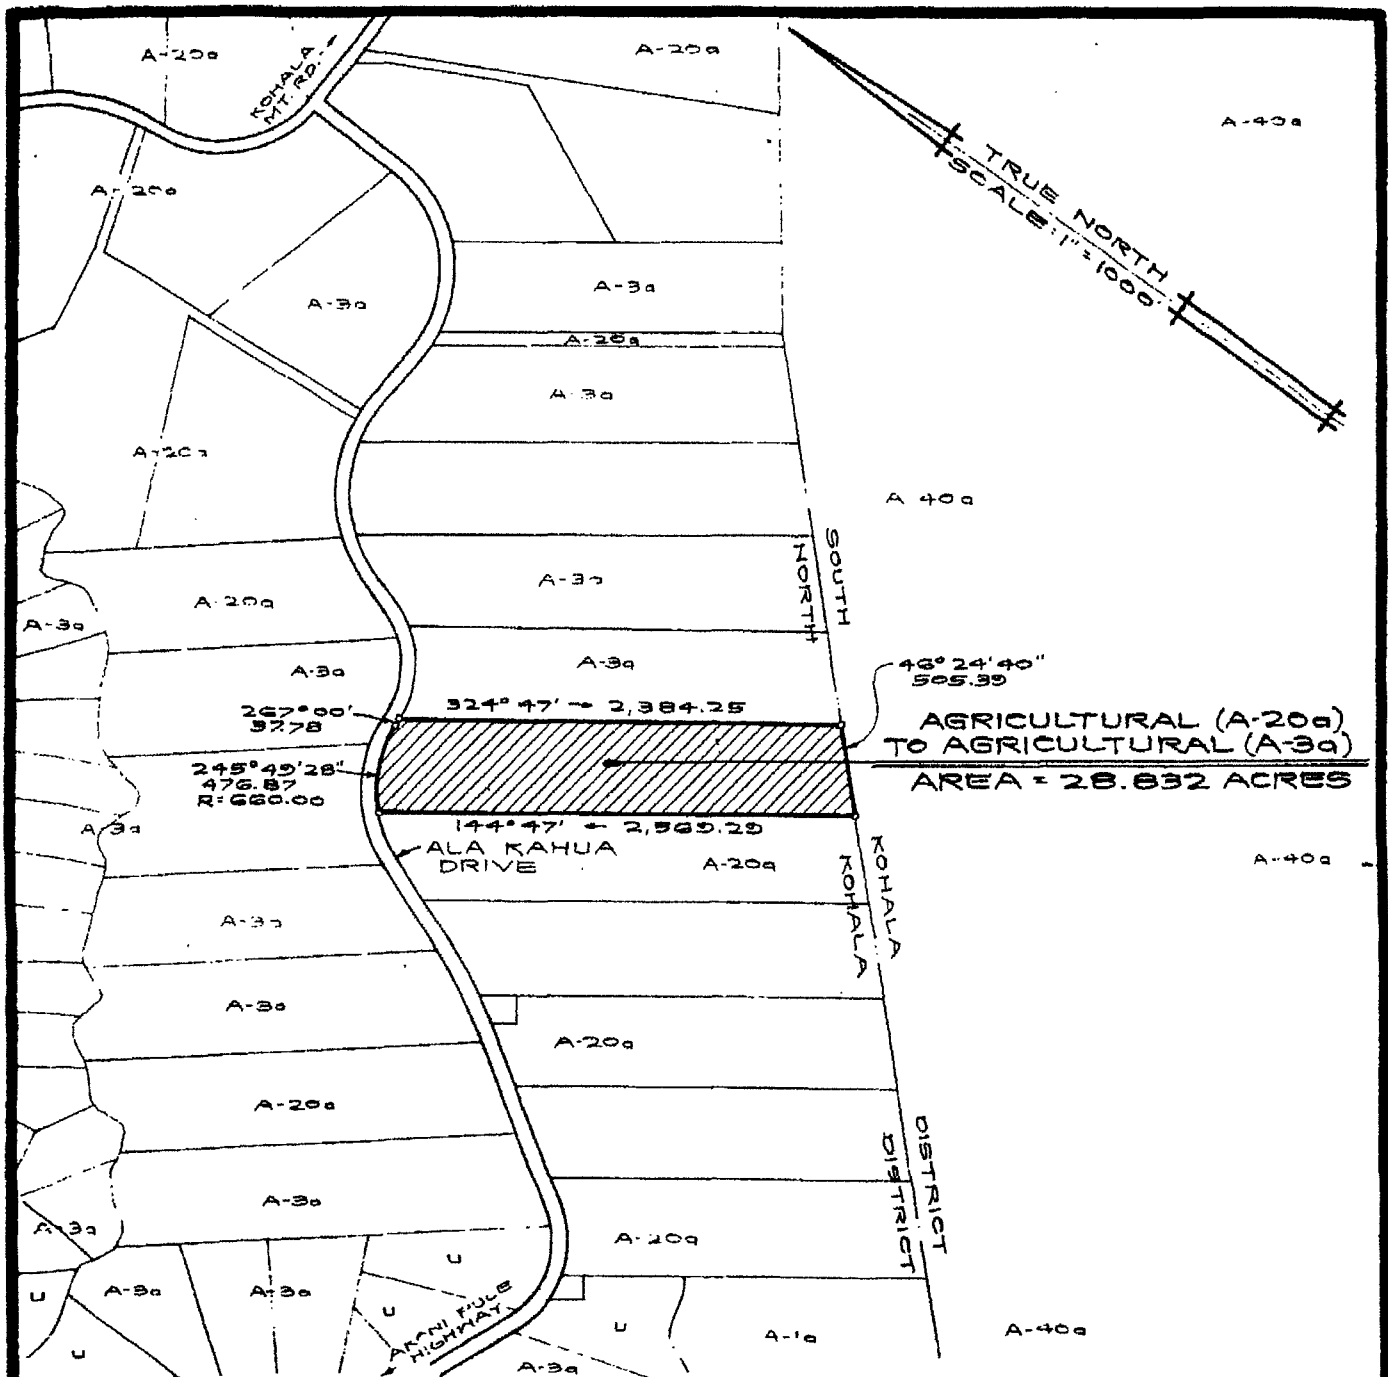 A-20a
A-20a
KOHALA
MT. RD.
A-40a
TRUE NORTH
SCALE: 1" = 1000'
A-20a
A-3a
A-3a
A-20a
A-3a
A-20a
A 40a
SOUTH
NORTH
A-3a
A-20a
A-3a
A-3a
A-3a
46° 24' 40"
505.39
324° 47' 2,384.25
267° 00'
37.78
AGRICULTURAL (A-20a)
TO AGRICULTURAL (A-3a)
AREA = 28.832 ACRES
245° 49' 28"
476.87
R= 660.00
A-3a
144° 47' 2,569.29
ALA KAHUA
DRIVE
A-20a
KOHALA
KOHALA
A-40a
A-3a
A-3a
A-20a
A-20a
DISTRICT
DISTRICT
A-3a
A-3a
A-20a
U
U
A-3a
A-3a
U
AKANI PULE
HIGHWAY
U
A-1a
A-40a
U
A-3a